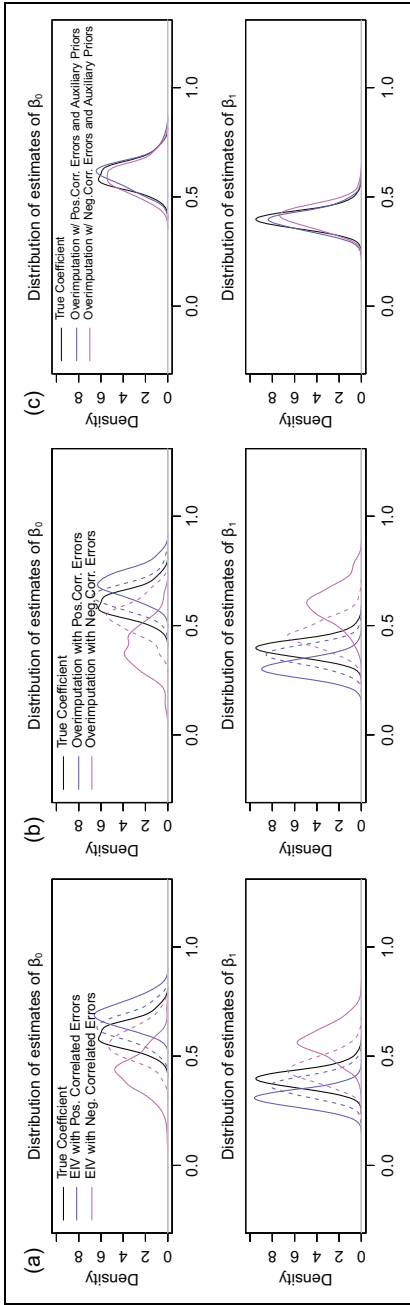 (a)
Distribution of estimates of β0
True Coefficient
EIV with Pos. Correlated Errors
EIV with Neg. Correlated Errors
Density
0 2 4 6 8
0.0 0.5 1.0
Distribution of estimates of β1
Density
0 2 4 6 8
0.0 0.5 1.0
(b)
Distribution of estimates of β0
True Coefficient
Overimputation with Pos.Corr. Errors
Overimputation with Neg.Corr. Errors
Density
0 2 4 6 8
0.0 0.5 1.0
Distribution of estimates of β1
Density
0 2 4 6 8
0.0 0.5 1.0
(c)
Distribution of estimates of β0
True Coefficient
Overimputation w/ Pos.Corr. Errors and Auxiliary Priors
Overimputation w/ Neg.Corr. Errors and Auxiliary Priors
Density
0 2 4 6 8
0.0 0.5 1.0
Distribution of estimates of β1
Density
0 2 4 6 8
0.0 0.5 1.0